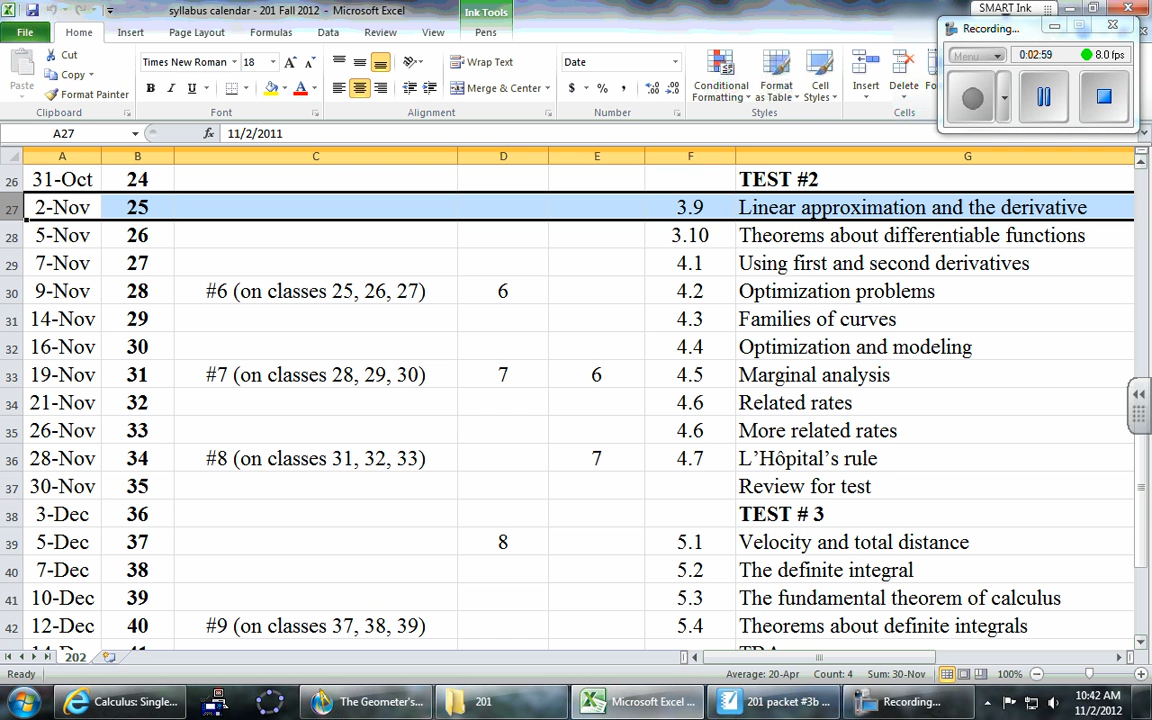 syllabus calendar - 201 Fall 2012 - Microsoft Excel
Ink Tools
SMART Ink
File Home Insert Page Layout Formulas Data Review View Pens
Recording...
Menu 0:02:59 8.0 fps
Paste
Cut
Copy
Format Painter
Times New Roman 18
B I U
Wrap Text
Merge & Center
Date
$ % ,
Conditional Formatting
Format as Table
Cell Styles
Insert
Delete
Clipboard Font Alignment Number Styles Cells
A27 fx 11/2/2011
A B C D E F G
26 31-Oct 24 TEST #2
27 2-Nov 25 3.9 Linear approximation and the derivative
28 5-Nov 26 3.10 Theorems about differentiable functions
29 7-Nov 27 4.1 Using first and second derivatives
30 9-Nov 28 #6 (on classes 25, 26, 27) 6 4.2 Optimization problems
31 14-Nov 29 4.3 Families of curves
32 16-Nov 30 4.4 Optimization and modeling
33 19-Nov 31 #7 (on classes 28, 29, 30) 7 6 4.5 Marginal analysis
34 21-Nov 32 4.6 Related rates
35 26-Nov 33 4.6 More related rates
36 28-Nov 34 #8 (on classes 31, 32, 33) 7 4.7 L’Hôpital’s rule
37 30-Nov 35 Review for test
38 3-Dec 36 TEST # 3
39 5-Dec 37 8 5.1 Velocity and total distance
40 7-Dec 38 5.2 The definite integral
41 10-Dec 39 5.3 The fundamental theorem of calculus
42 12-Dec 40 #9 (on classes 37, 38, 39) 5.4 Theorems about definite integrals
202
Ready Average: 20-Apr Count: 4 Sum: 30-Nov 100%
Calculus: Single... The Geometer's... 201 Microsoft Excel ... 201 packet #3b ... Recording...
10:42 AM
11/2/2012